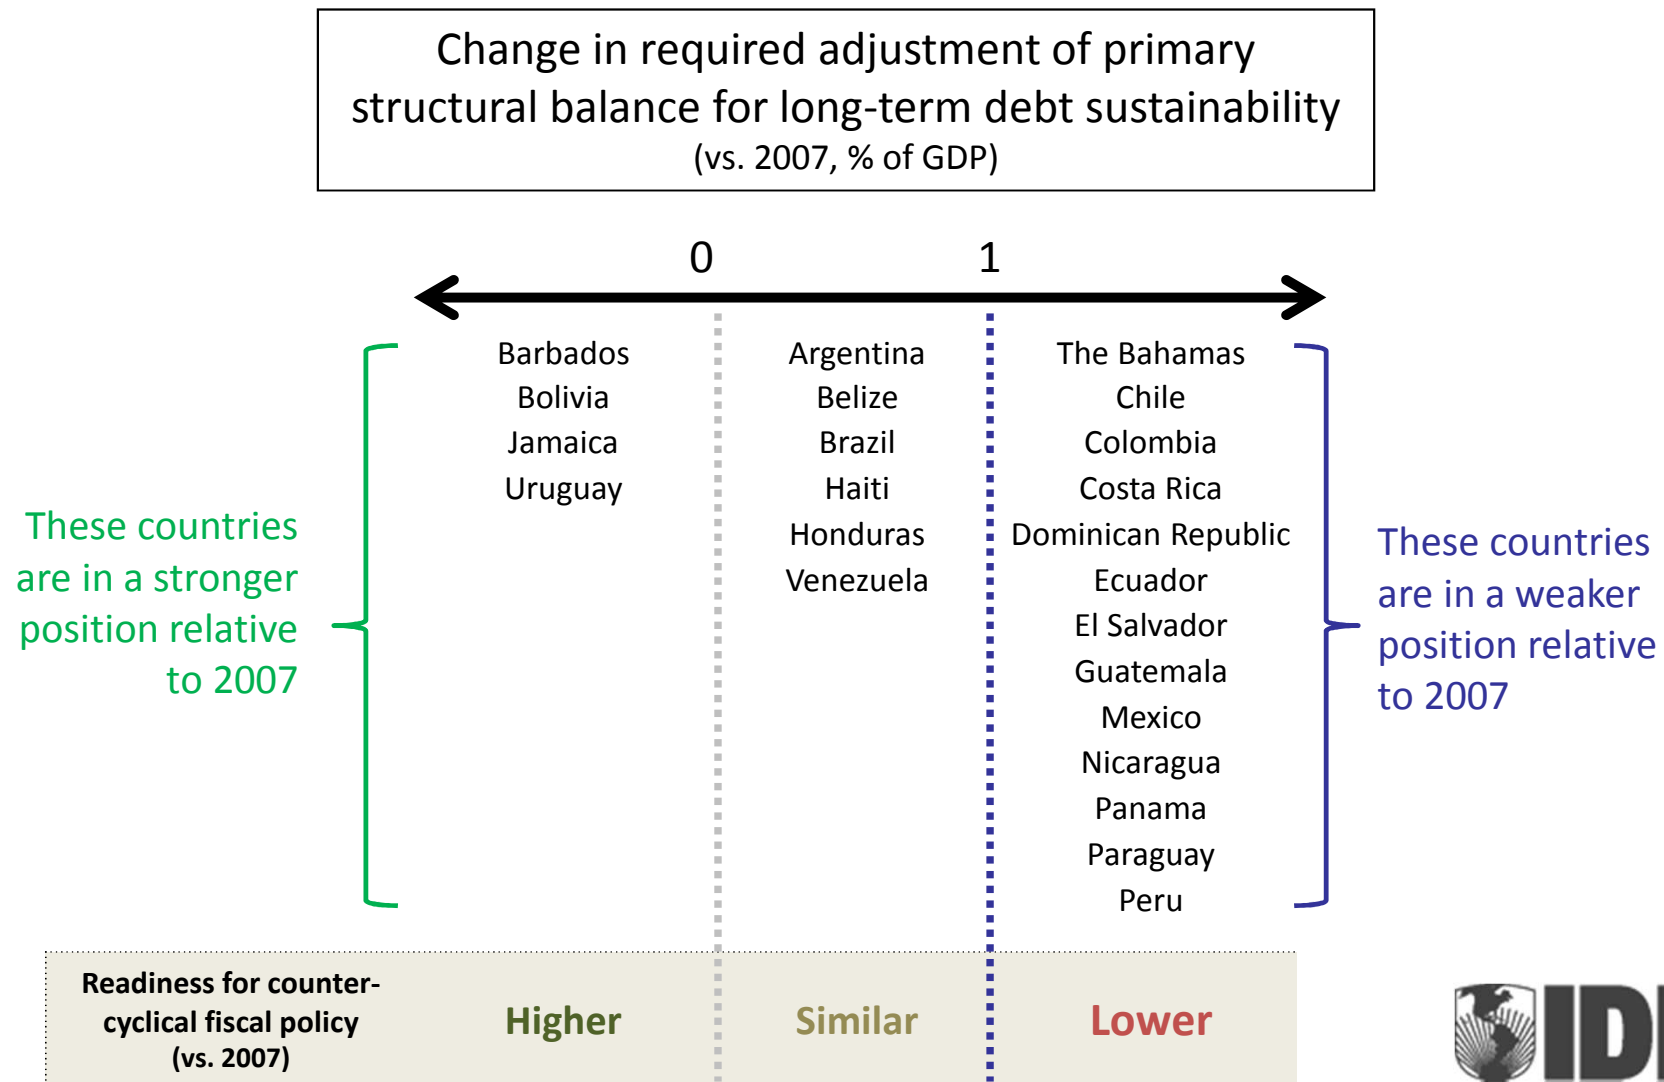 Change in required adjustment of primary
structural balance for long-term debt sustainability
(vs. 2007, % of GDP)
0
1
Barbados
Bolivia
Jamaica
Uruguay
Argentina
Belize
Brazil
Haiti
Honduras
Venezuela
The Bahamas
Chile
Colombia
Costa Rica
Dominican Republic
Ecuador
El Salvador
Guatemala
Mexico
Nicaragua
Panama
Paraguay
Peru
These countries
are in a stronger
position relative
to 2007
These countries
are in a weaker
position relative
to 2007
Readiness for counter-
cyclical fiscal policy
(vs. 2007)
Higher
Similar
Lower